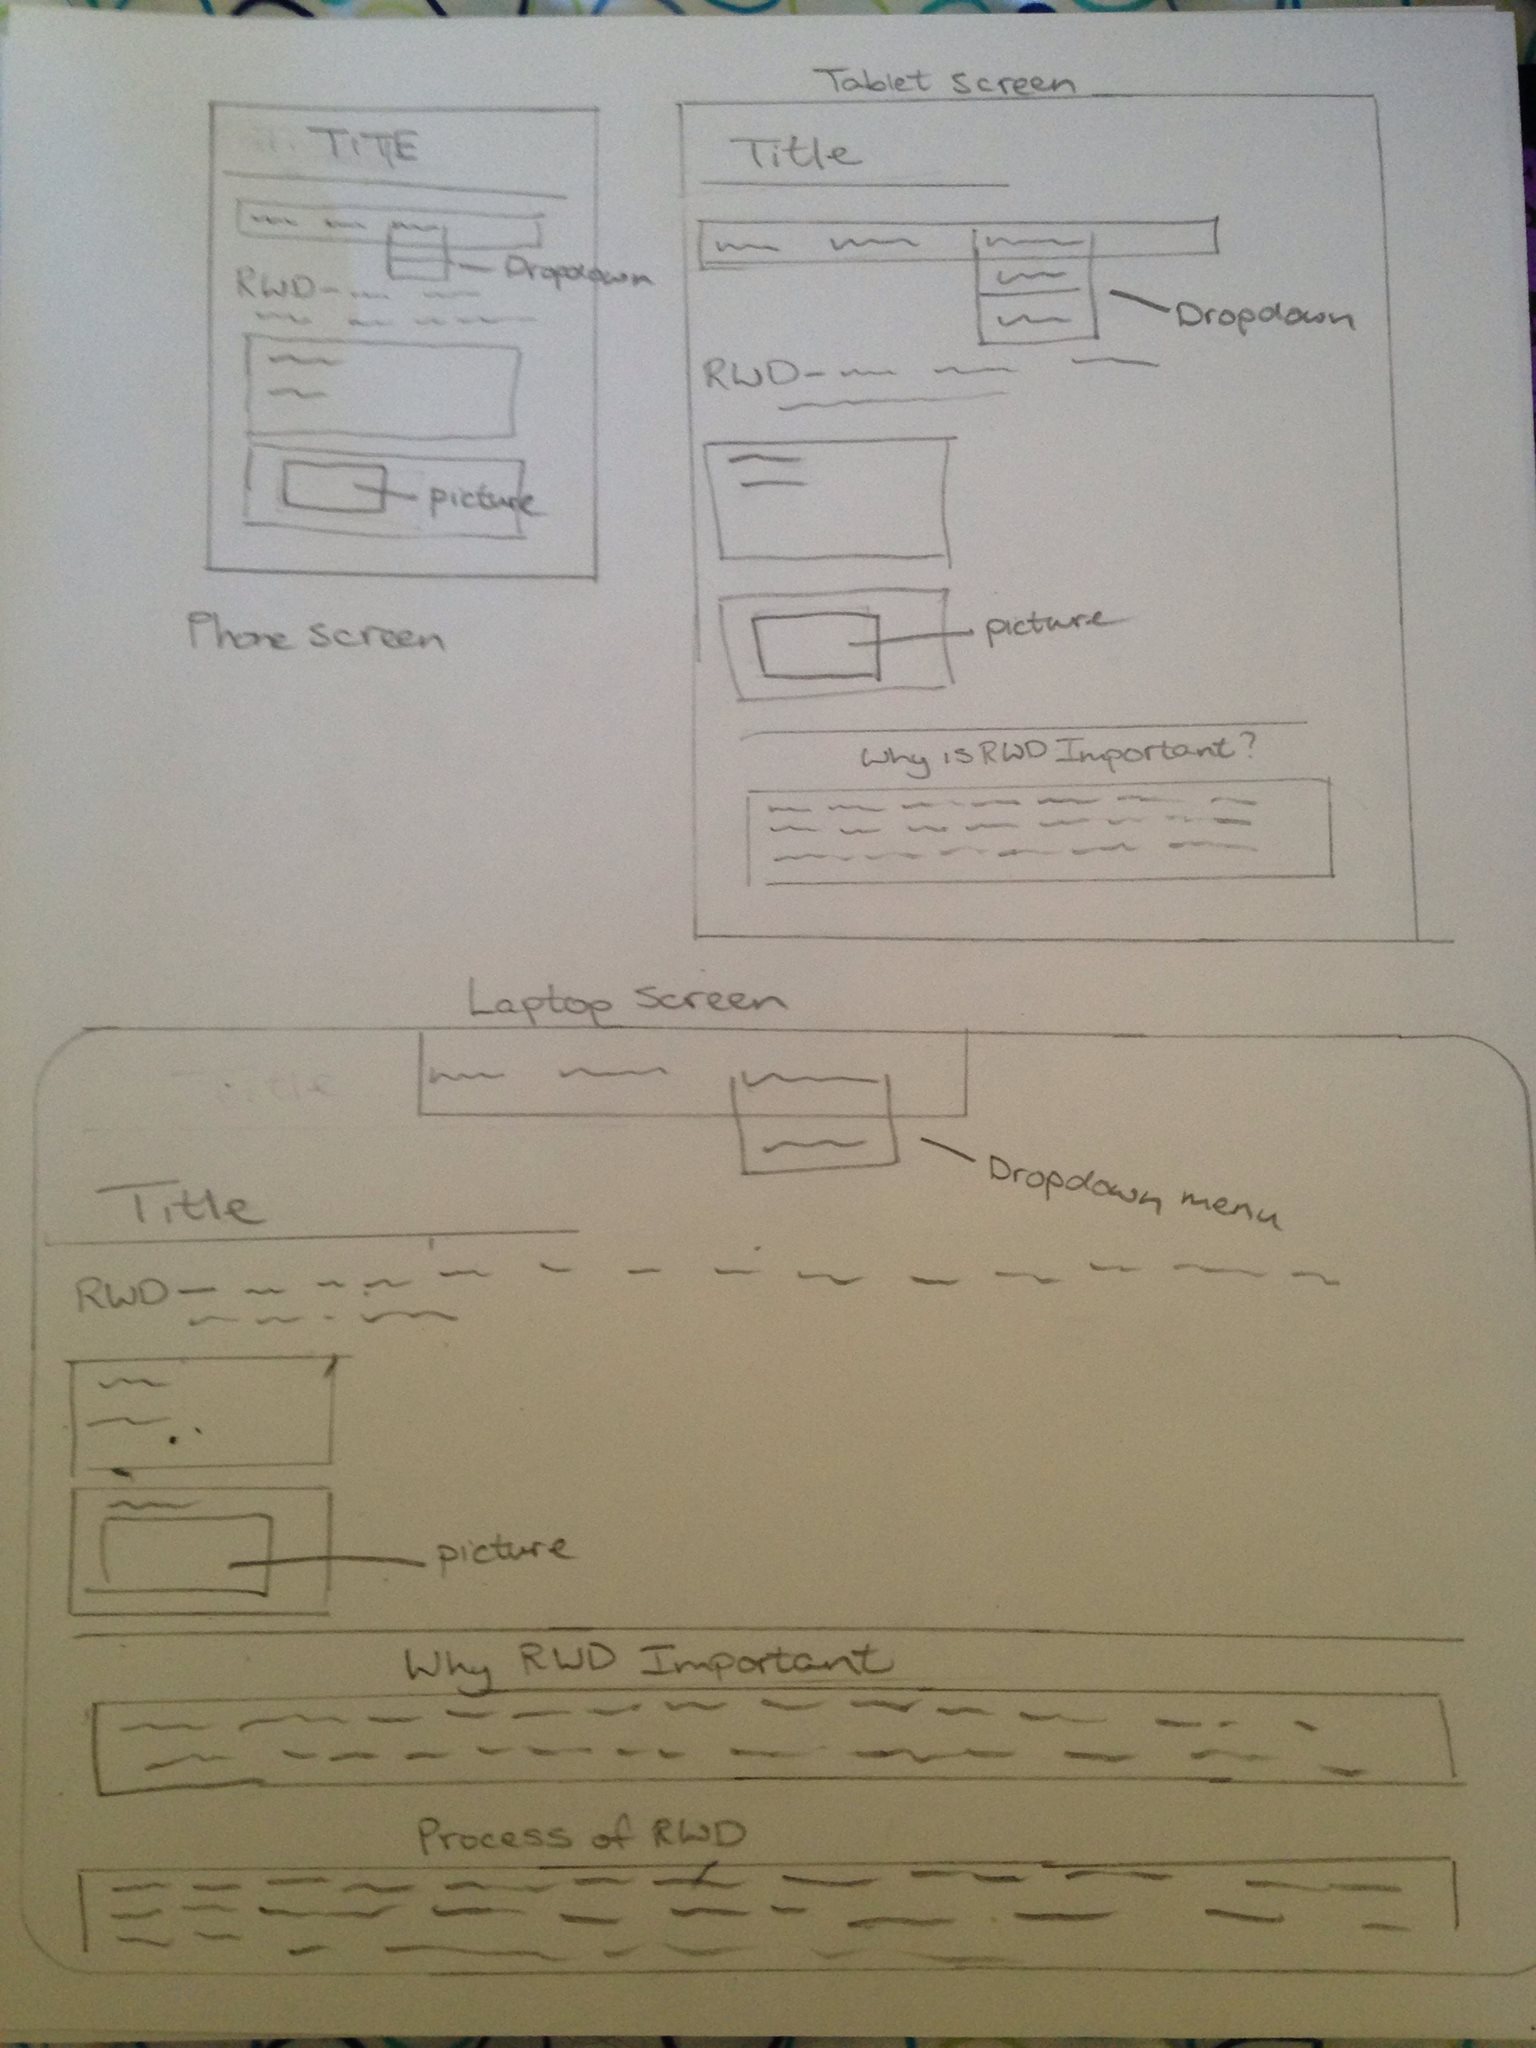 TITE
Dropdown
RWD
picture
Phone screen
Tablet screen
Title
Dropdown
RWD
picture
Why is RWD Important?
Laptop screen
Title
Dropdown menu
Title
RWD
picture
Why RWD Important
Process of RWD